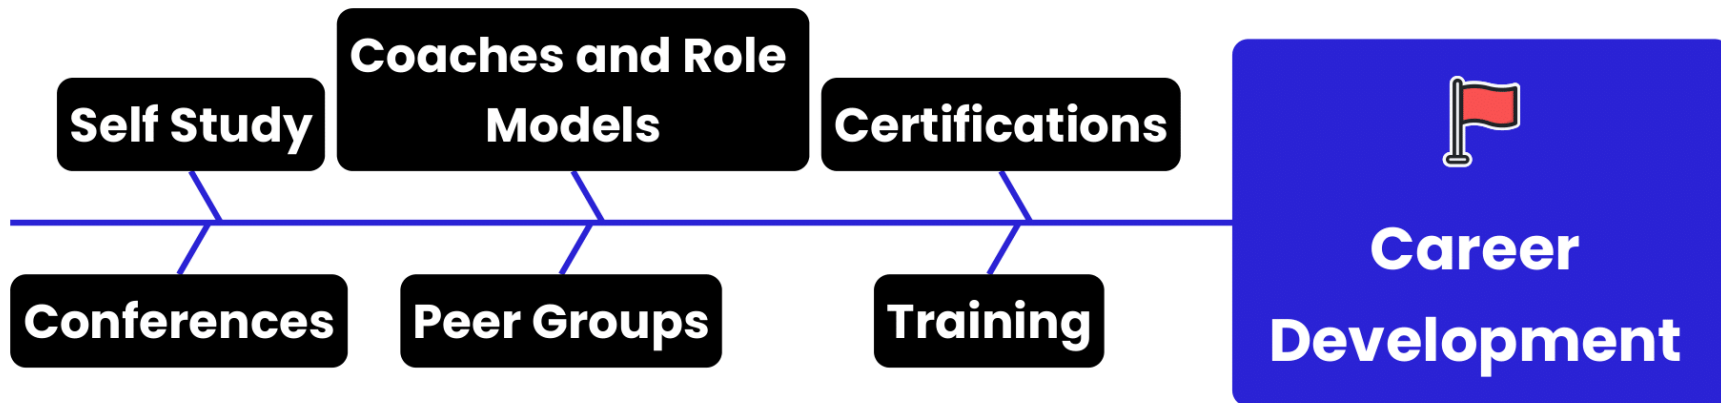 Self Study
Coaches and Role
Models
Certifications
Conferences
Peer Groups
Training
Career
Development